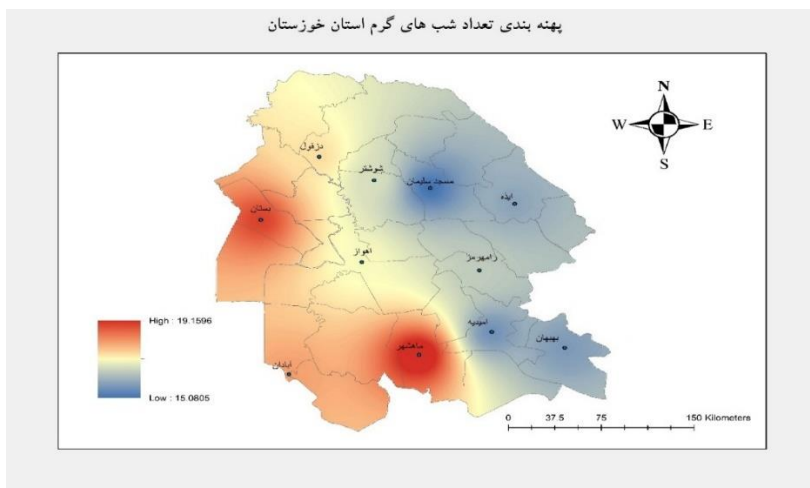 پهنه بندی تعداد شب های گرم استان خوزستان
N
W E
S
دزفول
شوشتر
مسجد سلیمان
ایذه
بستان
اهواز
رامهرمز
امیدیه
بهبهان
ماهشهر
آبادان
High : 19.1596
Low : 15.0805
0 37.5 75 150 Kilometers